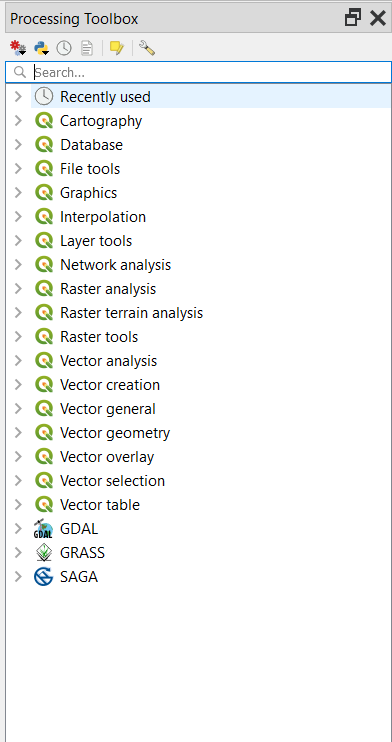 Processing Toolbox
Search...
Recently used
Cartography
Database
File tools
Graphics
Interpolation
Layer tools
Network analysis
Raster analysis
Raster terrain analysis
Raster tools
Vector analysis
Vector creation
Vector general
Vector geometry
Vector overlay
Vector selection
Vector table
GDAL GDAL
GRASS
SAGA